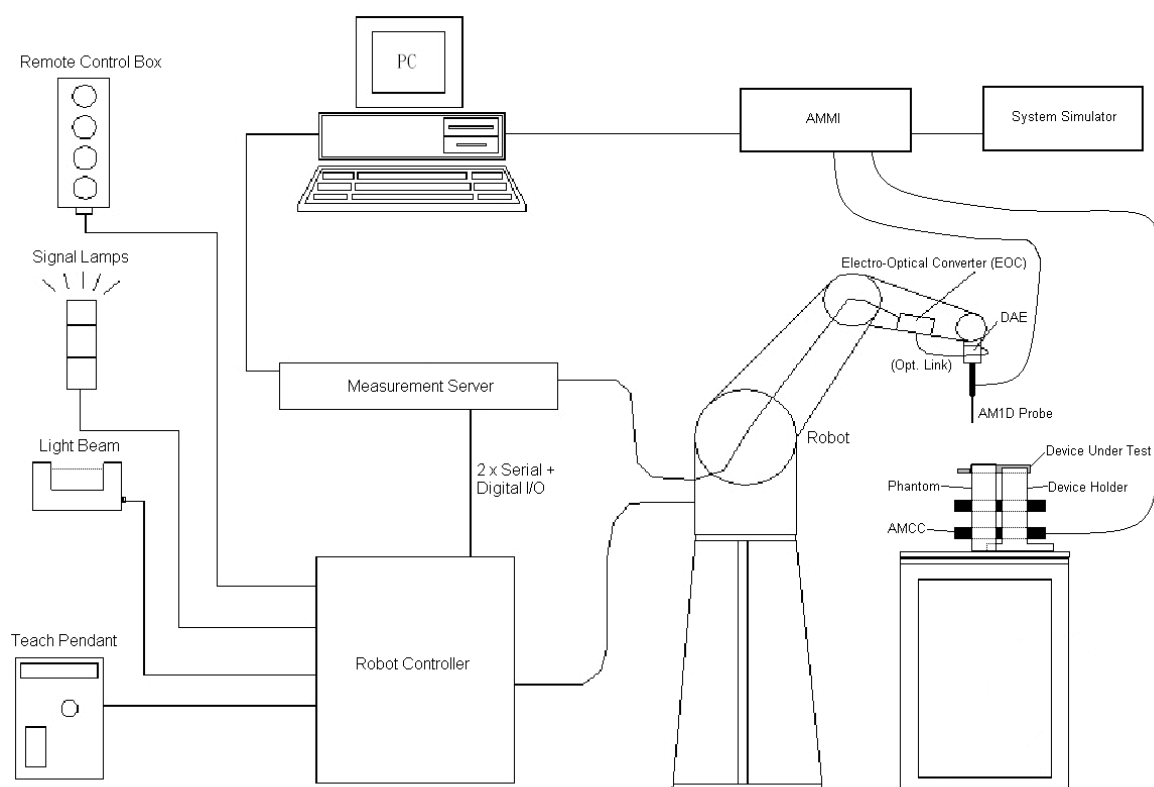 Remote Control Box
PC
AMMI
System Simulator
Signal Lamps
Electro-Optical Converter (EOC)
DAE
(Opt. Link)
Measurement Server
AM1D Probe
Light Beam
Robot
2 x Serial +
Digital I/O
Device Under Test
Phantom
Device Holder
AMCC
Teach Pendant
Robot Controller